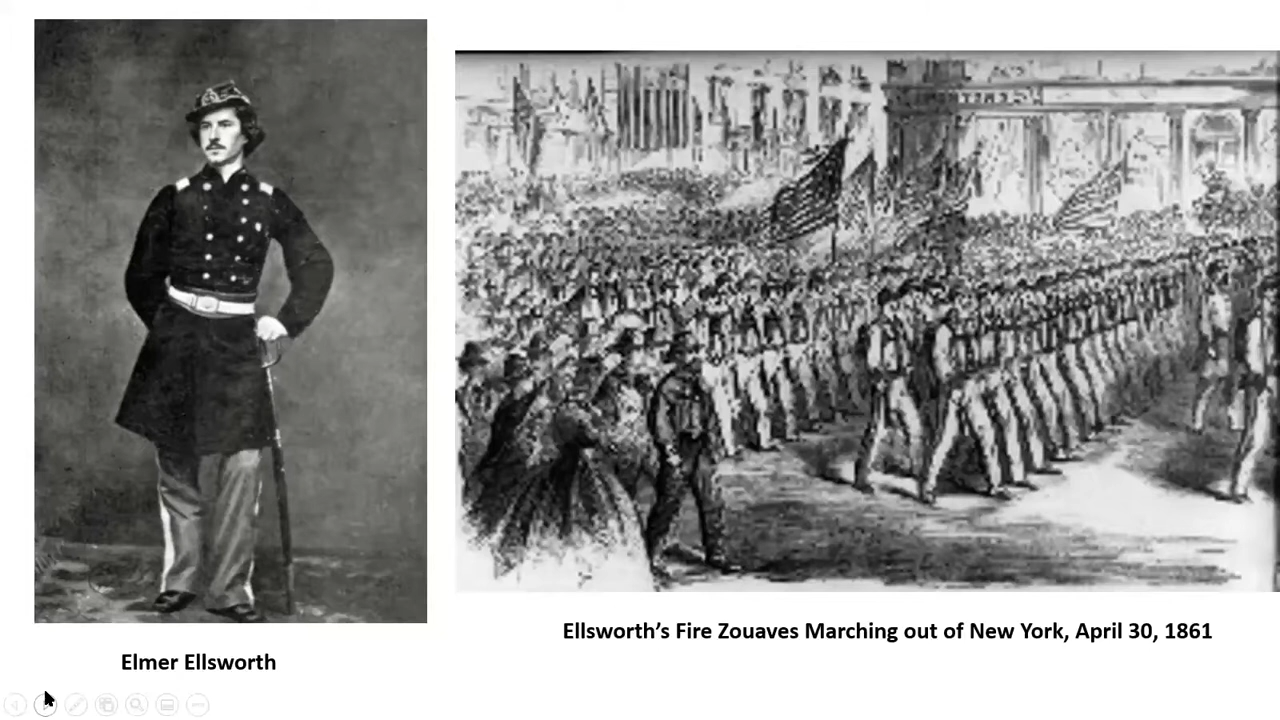 Ellsworth’s Fire Zouaves Marching out of New York, April 30, 1861
Elmer Ellsworth